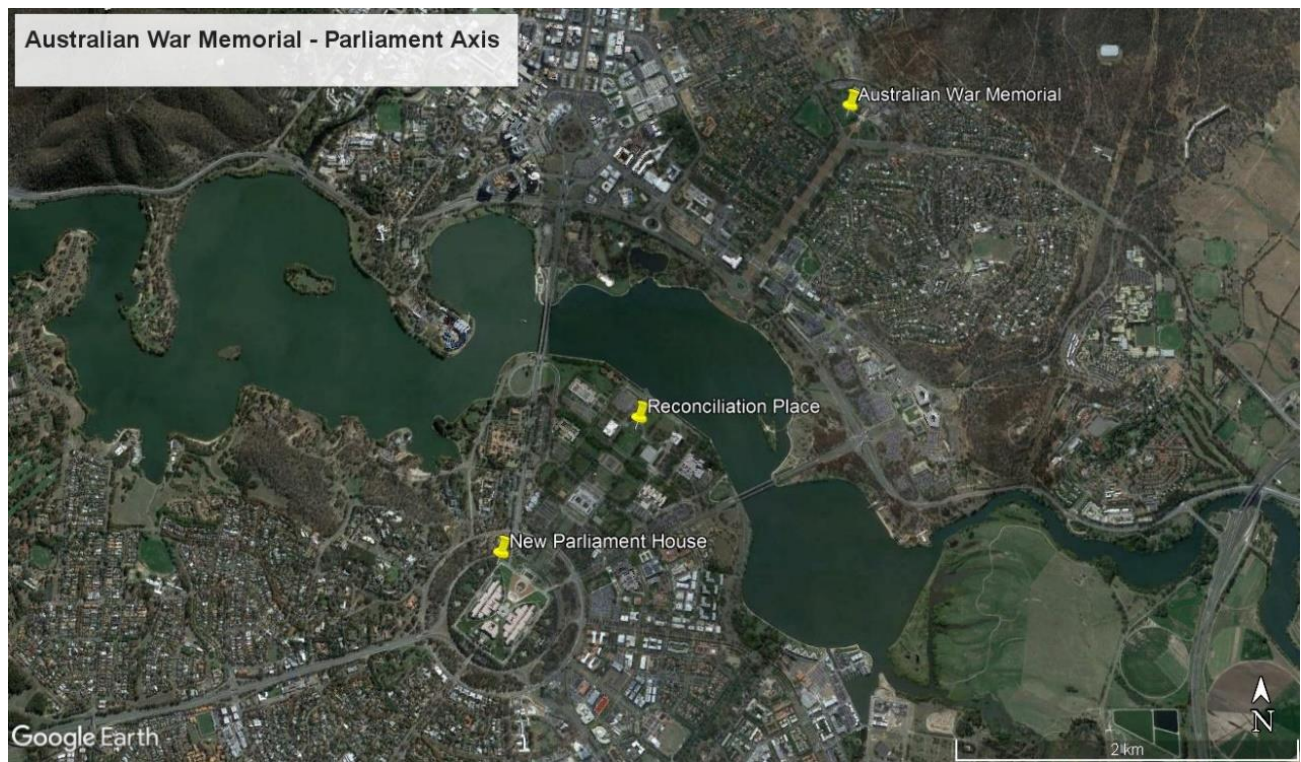 Australian War Memorial - Parliament Axis
Australian War Memorial
Reconciliation Place
New Parliament House
Google Earth
N
2 km